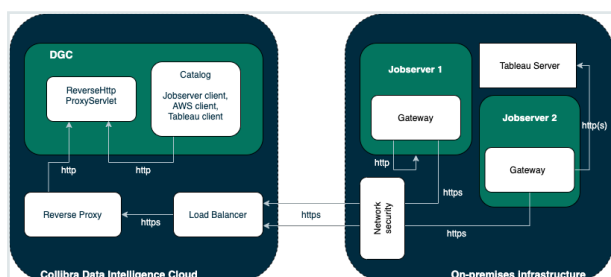 DGC
ReverseHttp
ProxyServlet
Catalog
Jobserver client,
AWS client,
Tableau client
http
http
Reverse Proxy
https
Load Balancer
https
Collibra Data Intelligence Cloud
Jobserver 1
Gateway
http
https
Network
security
https
Tableau Server
http(s)
Jobserver 2
Gateway
On-premises infrastructure